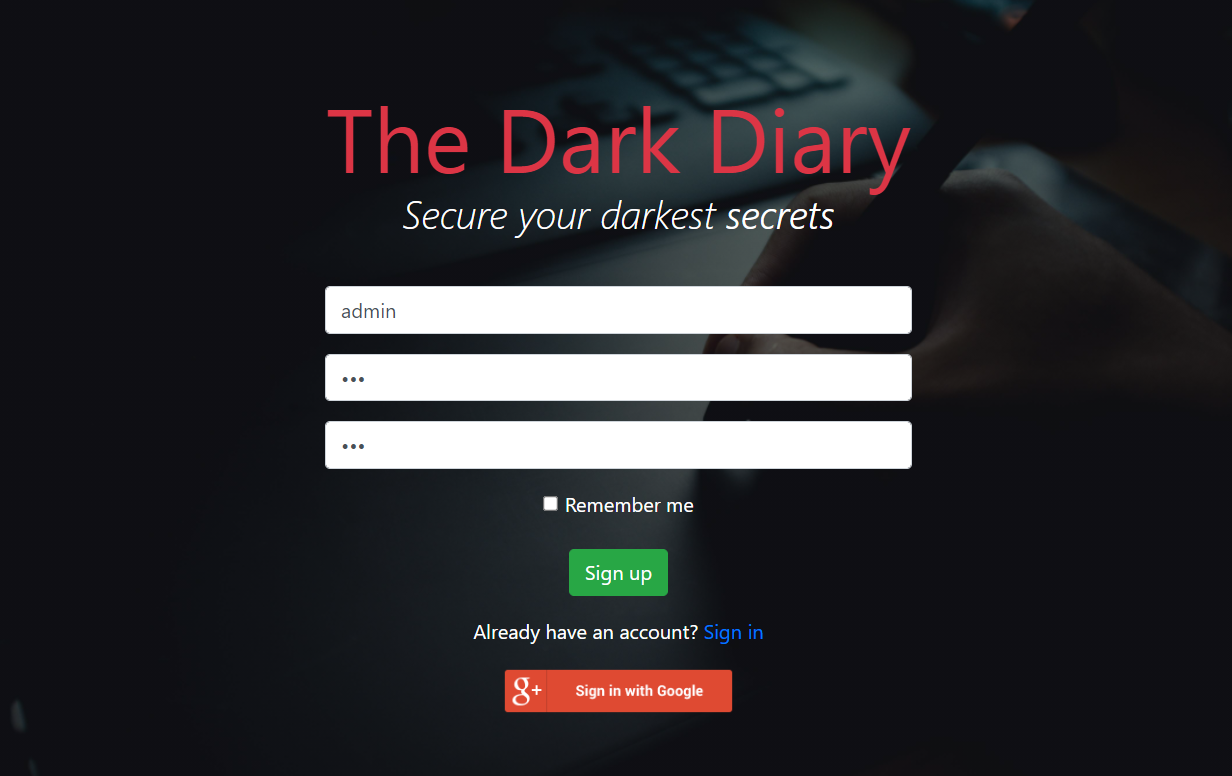 The Dark Diary
Secure your darkest secrets
admin
•••
•••
Remember me
Sign up
Already have an account? Sign in
g+ Sign in with Google